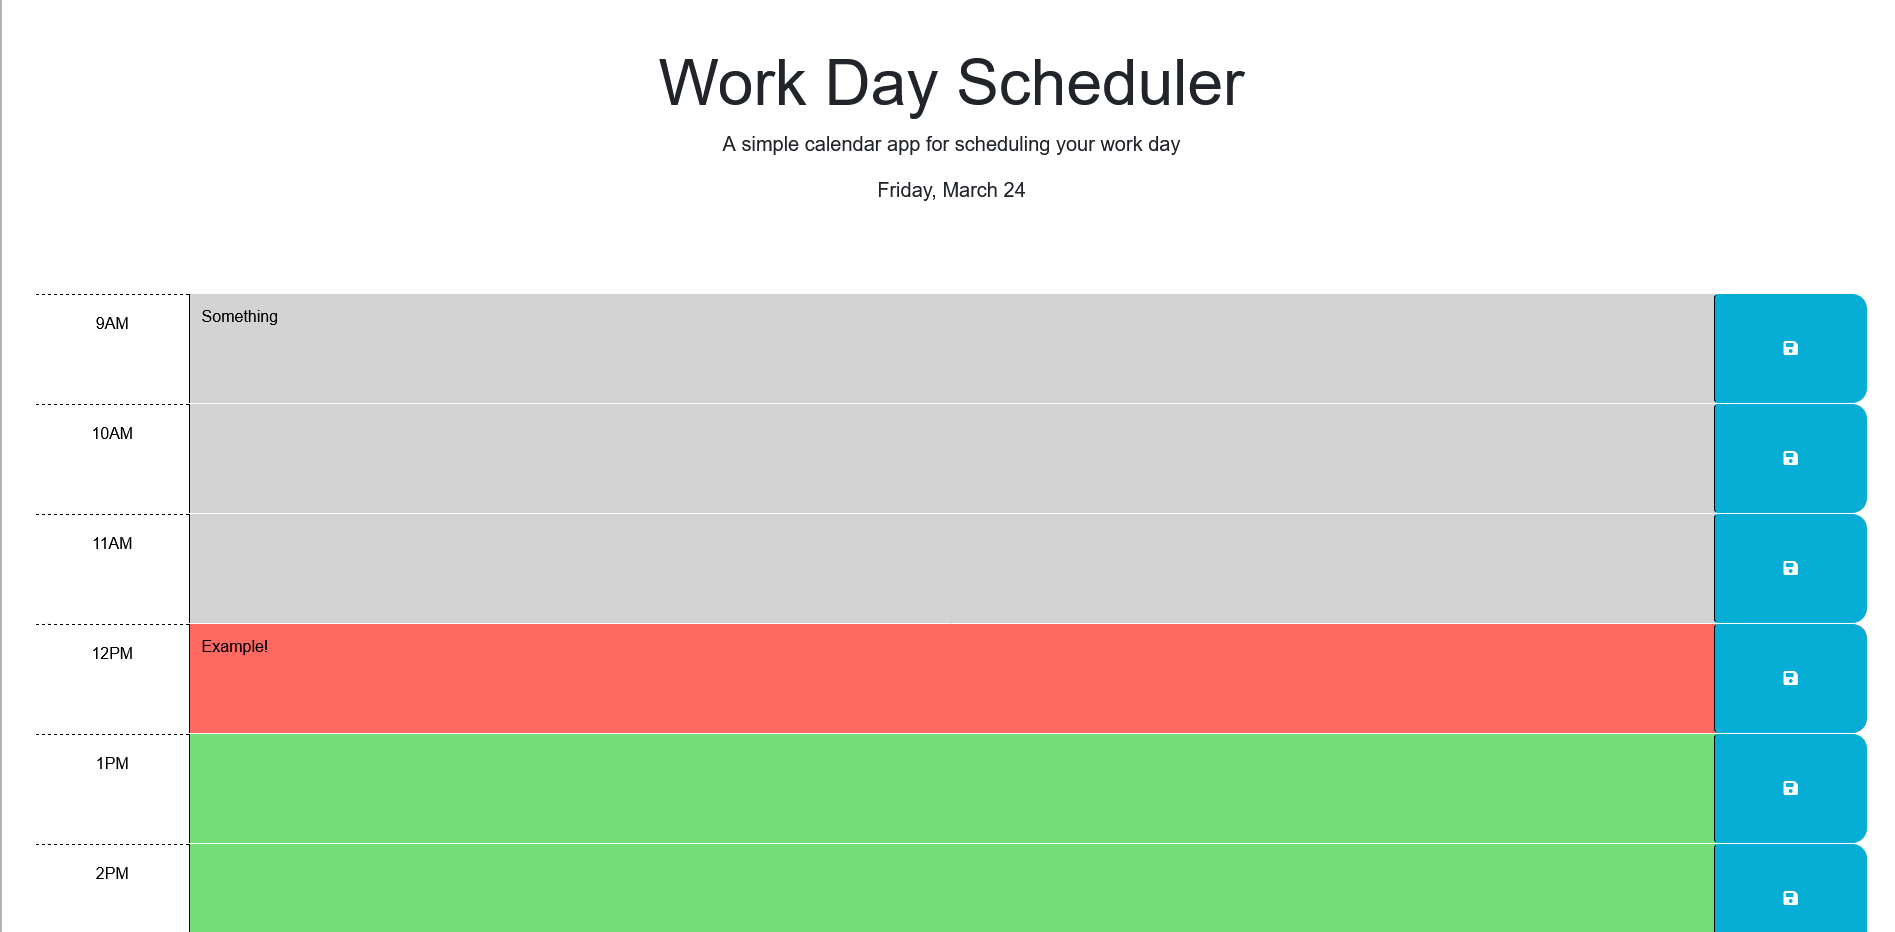 Work Day Scheduler
A simple calendar app for scheduling your work day
Friday, March 24
9AM
Something
10AM
11AM
12PM
Example!
1PM
2PM